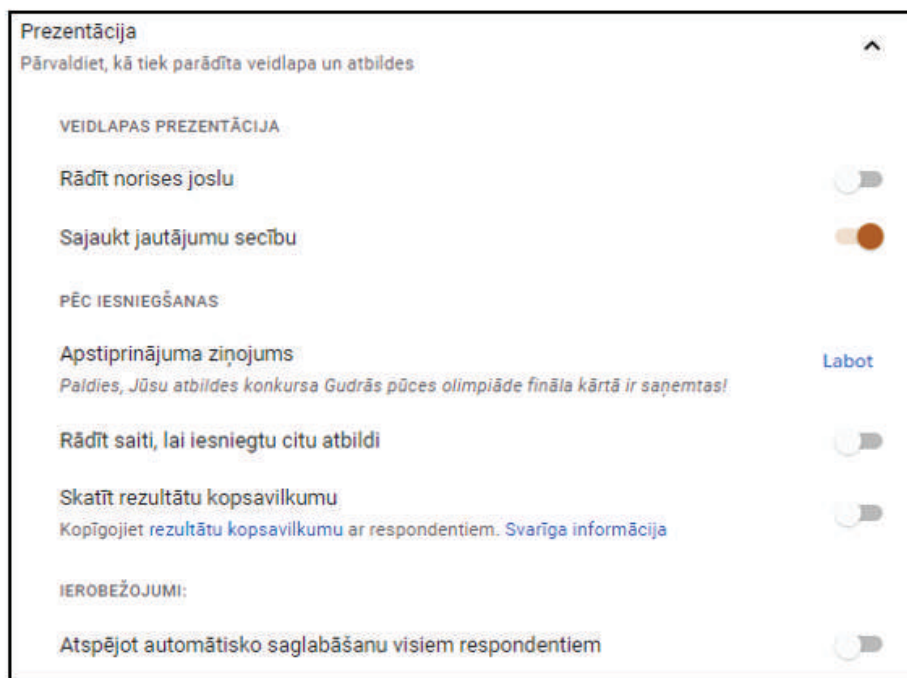 Prezentācija
Pārvaldiet, kā tiek parādīta veidlapa un atbildes
VEIDLAPAS PREZENTĀCIJA
Rādīt norises joslu
Sajaukt jautājumu secību
PĒC IESNIEGŠANAS
Apstiprinājuma ziņojums
Labot
Paldies, Jūsu atbildes konkursa Gudrās pūces olimpiāde fināla kārtā ir saņemtas!
Rādīt saiti, lai iesniegtu citu atbildi
Skatīt rezultātu kopsavilkumu
Kopīgojiet rezultātu kopsavilkumu ar respondentiem. Svarīga informācija
IEROBEŽOJUMI:
Atspējot automātisko saglabāšanu visiem respondentiem